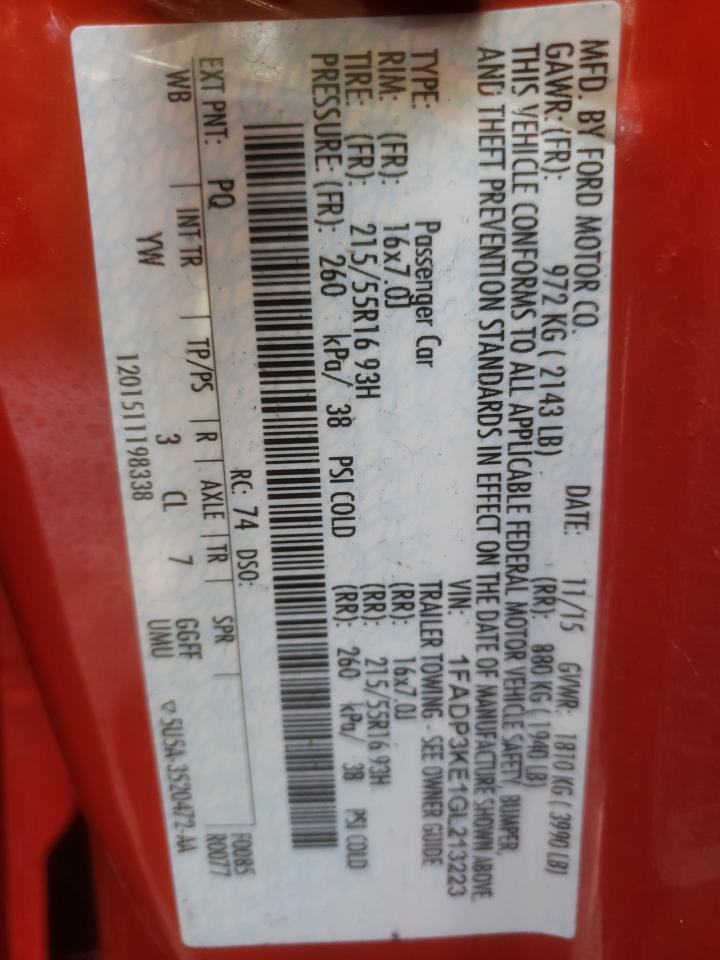 MFD. BY FORD MOTOR CO.
DATE: 11/15 GVWR: 1810 KG ( 3990 LB)
GAWR: (FR): 972 KG ( 2143 LB) (RR): 880 KG ( 1940 LB)
THIS VEHICLE CONFORMS TO ALL APPLICABLE FEDERAL MOTOR VEHICLE SAFETY, BUMPER,
AND THEFT PREVENTION STANDARDS IN EFFECT ON THE DATE OF MANUFACTURE SHOWN ABOVE.
VIN: 1FADP3KE1GL213223
TYPE: Passenger Car TRAILER TOWING - SEE OWNER GUIDE
RIM: (FR): 16x7.0J (RR): 16x7.0J
TIRE: (FR): 215/55R16 93H (RR): 215/55R16 93H
PRESSURE: (FR): 260 kPa/ 38 PSI COLD (RR): 260 kPa/ 38 PSI COLD
RC: 74 DSO: F0085
EXT PNT: PQ R0077
WB | INT TR | TP/PS | R | AXLE | TR | SPR
YW 3 CL 7 GGFF
UMU
1201511198338 ▽5U5A-3520472-AA